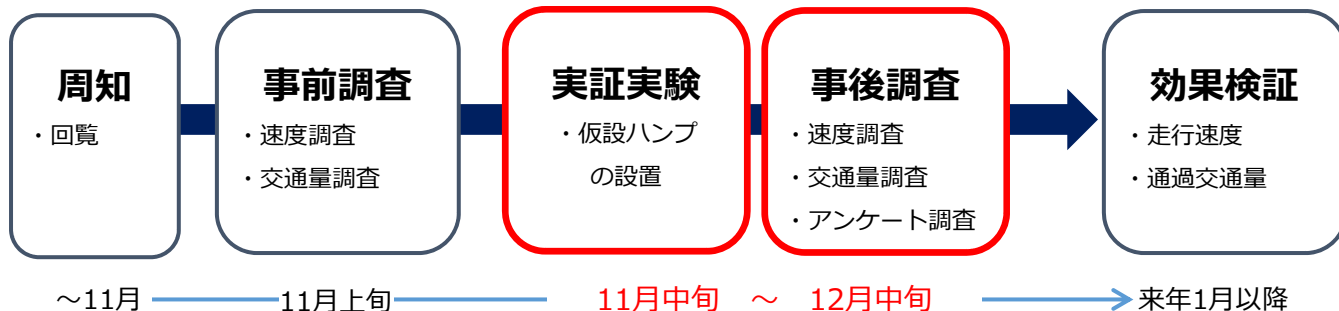 周知
・回覧
事前調査
・速度調査
・交通量調査
実証実験
・仮設ハンプ
の設置
事後調査
・速度調査
・交通量調査
・アンケート調査
効果検証
・走行速度
・通過交通量
～11月
11月上旬
11月中旬　～　12月中旬
来年1月以降